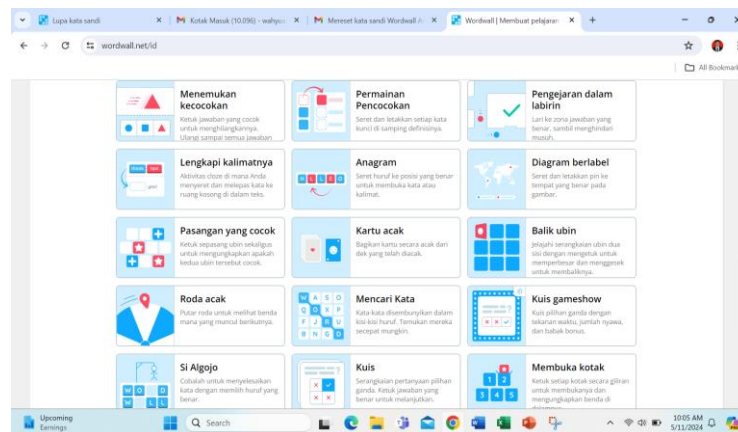 Lupa kata sandi
Kotak Masuk (10.096) - wahyu
Mereset kata sandi Wordwall A
Wordwall | Membuat pelajaran
wordwall.net/id
All Bookmark
Menemukan kecocokan
Ketuk jawaban yang cocok
untuk menghilangkannya.
Ulangi sampai semua jawaban
Permainan Pencocokan
Seret dan letakkan setiap kata
kunci di samping definisinya.
Pengejaran dalam labirin
Lari ke zona jawaban yang
benar, sambil menghindari
musuh.
Lengkapi kalimatnya
Aktivitas cloze di mana Anda
menyeret dan melepas kata ke
ruang kosong di dalam teks.
Anagram
Seret huruf ke posisi yang benar
untuk membuka kata atau
kalimat.
Diagram berlabel
Seret dan letakkan pin ke
tempat yang benar pada
gambar.
Pasangan yang cocok
Ketuk sepasang ubin sekaligus
untuk mengungkapkan apakah
kedua ubin tersebut cocok.
Kartu acak
Bagikan kartu secara acak dari
dek yang telah diacak.
Balik ubin
Jelajahi serangkaian ubin dua
sisi dengan mengetuk untuk
memperbesar dan menggesek
untuk membaliknya.
Roda acak
Putar roda untuk melihat benda
mana yang muncul berikutnya.
W A S O
Q O X P
F J R U
B N G D
Mencari Kata
Kata-kata disembunyikan dalam
kisi-kisi huruf. Temukan mereka
secepat mungkin.
Kuis gameshow
Kuis pilihan ganda dengan
tekanan waktu, jumlah nyawa,
dan babak bonus.
W O D
W L L
Si Algojo
Cobalah untuk menyelesaikan
kata dengan memilih huruf yang
benar.
Kuis
Serangkaian pertanyaan pilihan
ganda. Ketuk jawaban yang
benar untuk melanjutkan.
1 2
3 4 5
Membuka kotak
Ketuk setiap kotak secara giliran
untuk membukanya dan
mengungkapkan benda di
Upcoming
Earnings
Search
10:05 AM
5/11/2024